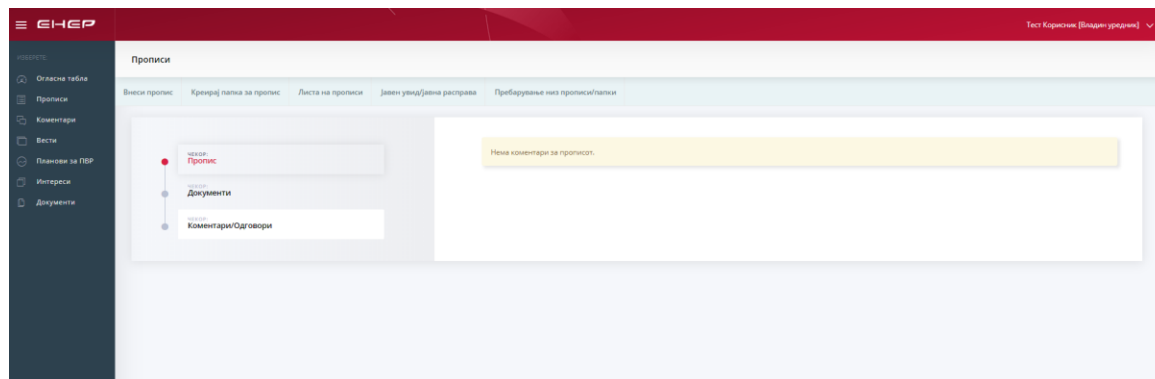 ЕНЕР
Тест Корисник [Владин уредник]
ИЗБЕРЕТЕ:
Огласна табла
Прописи
Коментари
Вести
Планови за ПВР
Интереси
Документи
Прописи
Внеси пропис Креирај папка за пропис Листа на прописи Јавен увид/јавна расправа Пребарување низ прописи/папки
ЧЕКОР:
Пропис
ЧЕКОР:
Документи
ЧЕКОР:
Коментари/Одговори
Нема коментари за прописот.